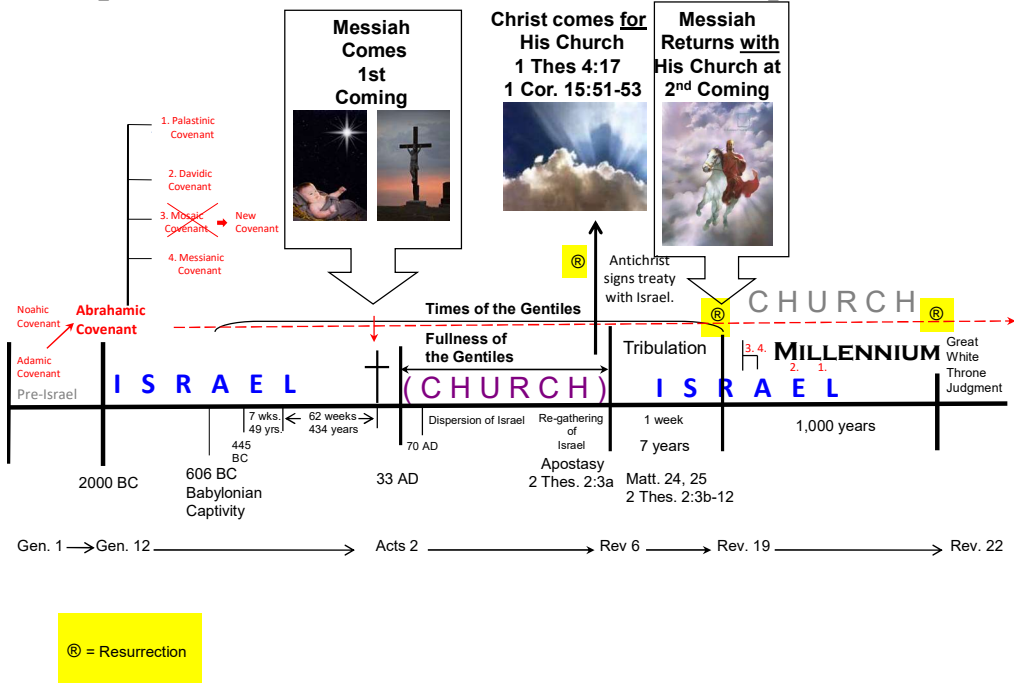 Messiah
Comes
1st
Coming
Christ comes for
His Church
1 Thes 4:17
1 Cor. 15:51-53
Messiah
Returns with
His Church at
2nd Coming
1. Palastinic
Covenant
2. Davidic
Covenant
3. Mosaic
Covenant
New
Covenant
4. Messianic
Covenant
Noahic
Covenant
Abrahamic
Covenant
Adamic
Covenant
Pre-Israel
®
Antichrist
signs treaty
with Israel.
Times of the Gentiles
Fullness of
the Gentiles
®
CHURCH
®
Tribulation
3. 4.
MILLENNIUM
2. 1.
Great
White
Throne
Judgment
ISRAEL
(CHURCH)
ISRAEL
7 wks.
49 yrs.
62 weeks
434 years
70 AD
Dispersion of Israel
Re-gathering
of
Israel
1 week
7 years
1,000 years
445
BC
2000 BC
606 BC
Babylonian
Captivity
33 AD
Apostasy
2 Thes. 2:3a
Matt. 24, 25
2 Thes. 2:3b-12
Gen. 1
Gen. 12
Acts 2
Rev 6
Rev. 19
Rev. 22
® = Resurrection